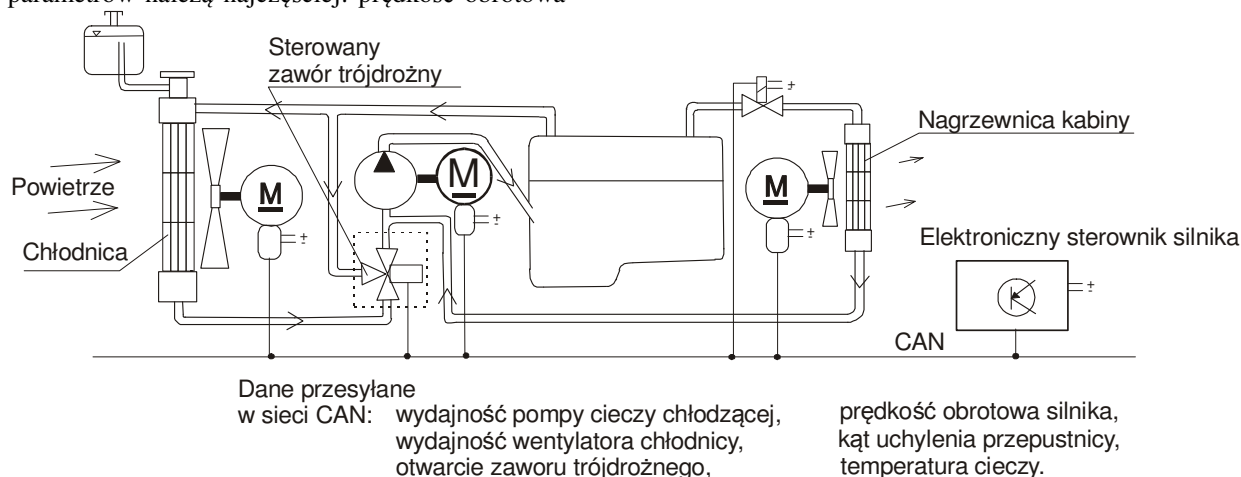 parametrów należą najczęściej: prędkość obrotowa
Sterowany
zawór trójdrożny
Nagrzewnica kabiny
Powietrze
M
M
M
Chłodnica
Elektroniczny sterownik silnika
CAN
Dane przesyłane
w sieci CAN: wydajność pompy cieczy chłodzącej,
wydajność wentylatora chłodnicy,
otwarcie zaworu trójdrożnego,
prędkość obrotowa silnika,
kąt uchylenia przepustnicy,
temperatura cieczy.